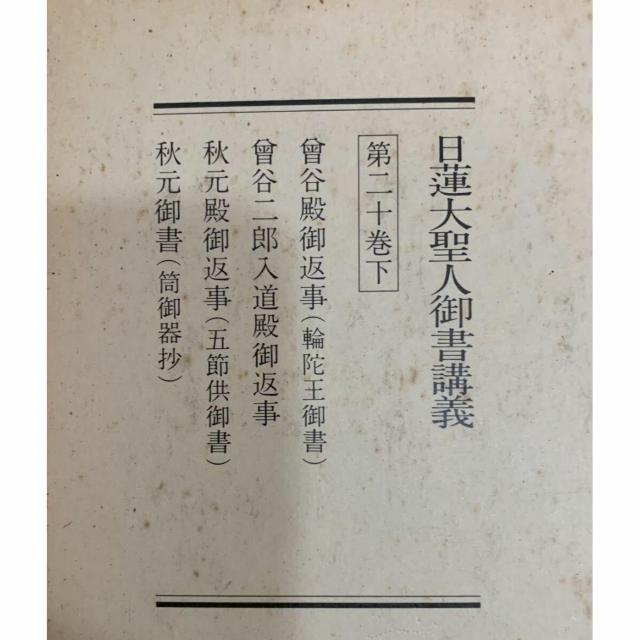 日蓮大聖人御書講義
第二十巻下
曾谷殿御返事（輪陀王御書）
曾谷二郎入道殿御返事
秋元殿御返事（五節供御書）
秋元御書（筒御器抄）